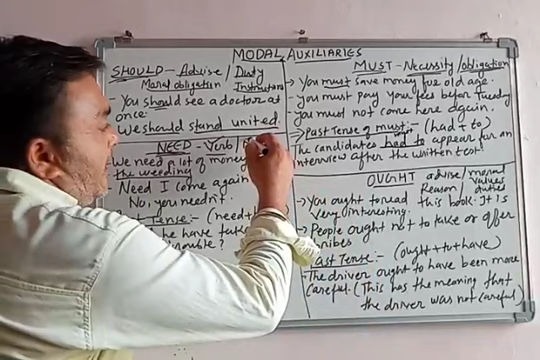 MODAL AUXILIARIES
SHOULD - Advise / Duty
Moral obligation Instructions
You should see a doctor at
once.
We should stand united.
NEED - Verb /
We need a lot of money
the wedding
Need I come again
No, you needn't.
Tense :- (need +
he have take
MUST - Necessity / obligation
→ You must save money for old age.
you must pay your fees before Tuesday
you must not come here again.
→ Past Tense of must :- (had + to)
The candidates had to appear for an
interview after the written test.
OUGHT advise / moral
Reason / values
duties
→ You ought to read this book. It is
very interesting.
→ People ought not to take or offer
bribes
Past Tense :- (ought + to + have)
→ The driver ought to have been more
careful. (This has the meaning that
the driver was not careful)